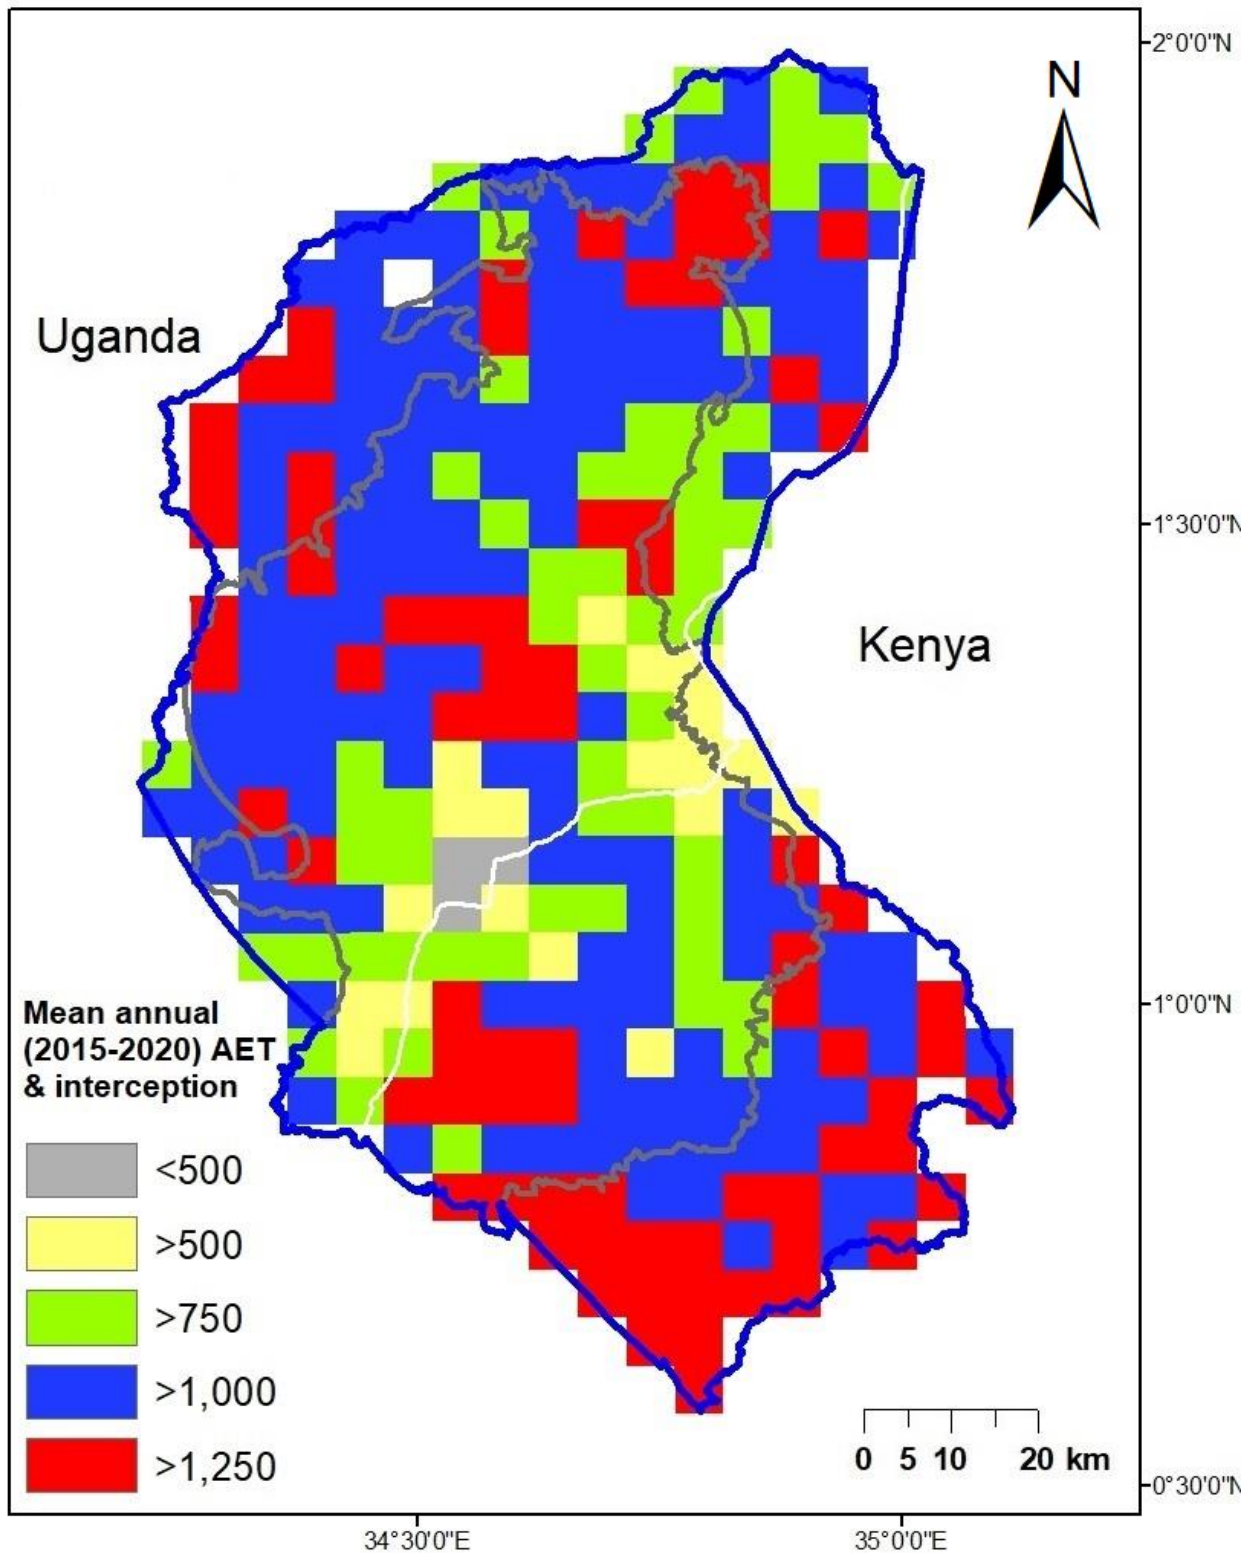 2°0'0"N
N
Uganda
1°30'0"N
Kenya
1°0'0"N
Mean annual
(2015-2020) AET
& interception
<500
>500
>750
>1,000
>1,250
0 5 10 20 km
0°30'0"N
34°30'0"E 35°0'0"E